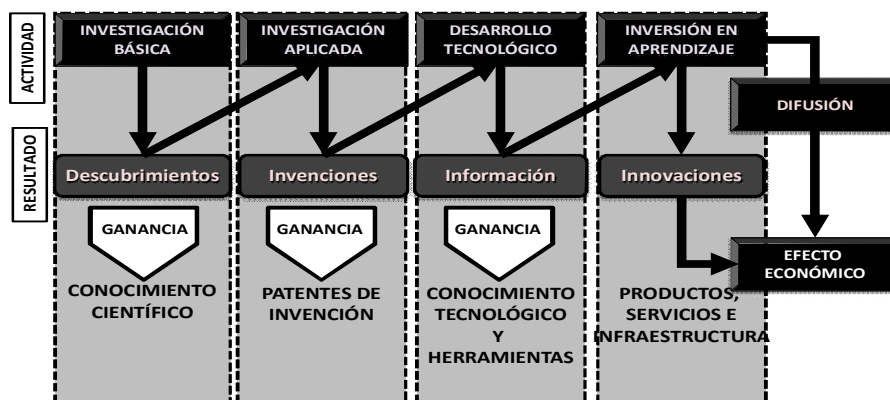 ACTIVIDAD
INVESTIGACIÓN
BÁSICA
INVESTIGACIÓN
APLICADA
DESARROLLO
TECNOLÓGICO
INVERSIÓN EN
APRENDIZAJE
DIFUSIÓN
RESULTADO
Descubrimientos
Invenciones
Información
Innovaciones
GANANCIA
GANANCIA
GANANCIA
EFECTO
ECONÓMICO
CONOCIMIENTO
CIENTÍFICO
PATENTES DE
INVENCIÓN
CONOCIMIENTO
TECNOLÓGICO
Y
HERRAMIENTAS
PRODUCTOS,
SERVICIOS E
INFRAESTRUCTURA